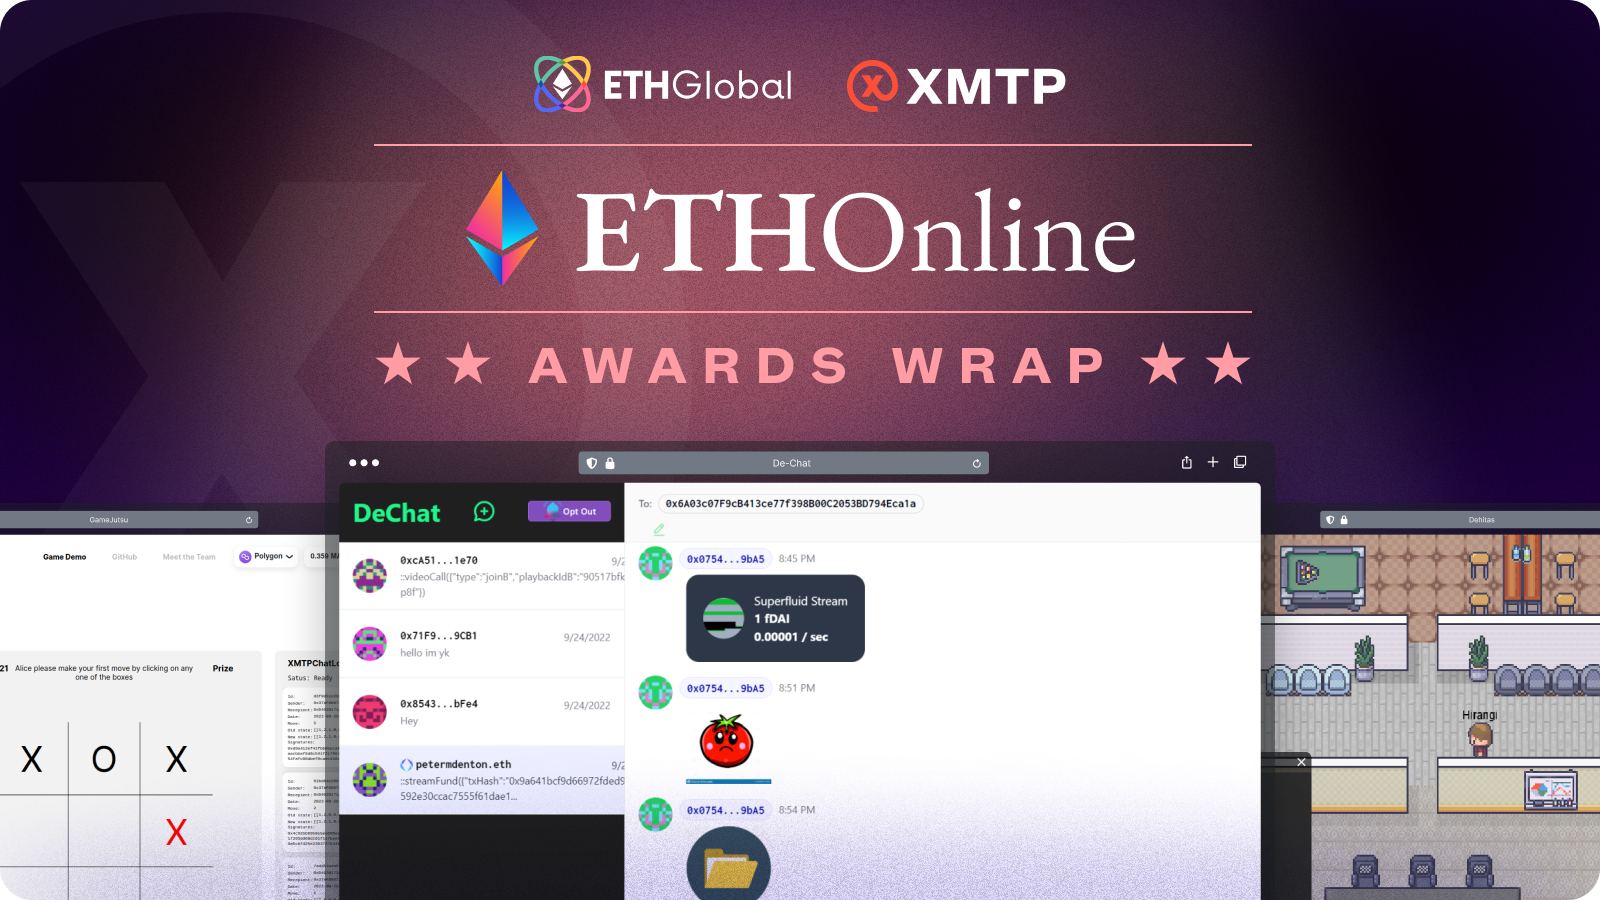 ETHGlobal
XMTP
ETHOnline
★ ★ AWARDS WRAP ★ ★
De-Chat
GameJutsu
Game Demo
GitHub
Meet the Team
Polygon
21 Alice please make your first move by clicking on any
one of the boxes
Prize
X O X
X
XMTPChatLo
Satus: Ready
DeChat
Opt Out
0xcA51...1e70
::videoCall({"type":"joinB","playbackIdB":"90517bfk
p8f"})
0x71F9...9CB1
9/24/2022
hello im yk
0x8543...bFe4
9/24/2022
Hey
petermdenton.eth
::streamFund({"txHash":"0x9a641bcf9d66972fded9
592e30ccac7555f61dae1...
To: 0x6A03c07F9cB413ce77f398B00C2053BD794Eca1a
0x0754...9bA5 8:45 PM
Superfluid Stream
1 fDAI
0.00001 / sec
0x0754...9bA5 8:51 PM
0x0754...9bA5 8:54 PM
Dehitas
Hirangi